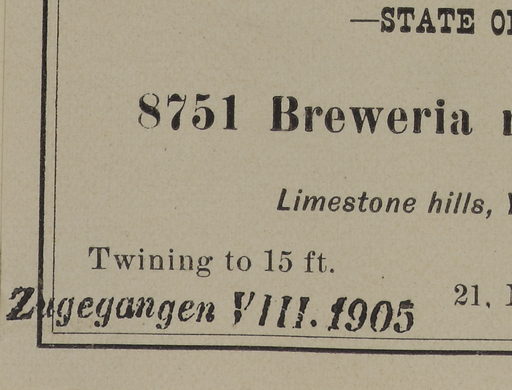 —STATE
8751 Breweria
Limestone hills,
Twining to 15 ft.
21.
Zugegangen VIII. 1905